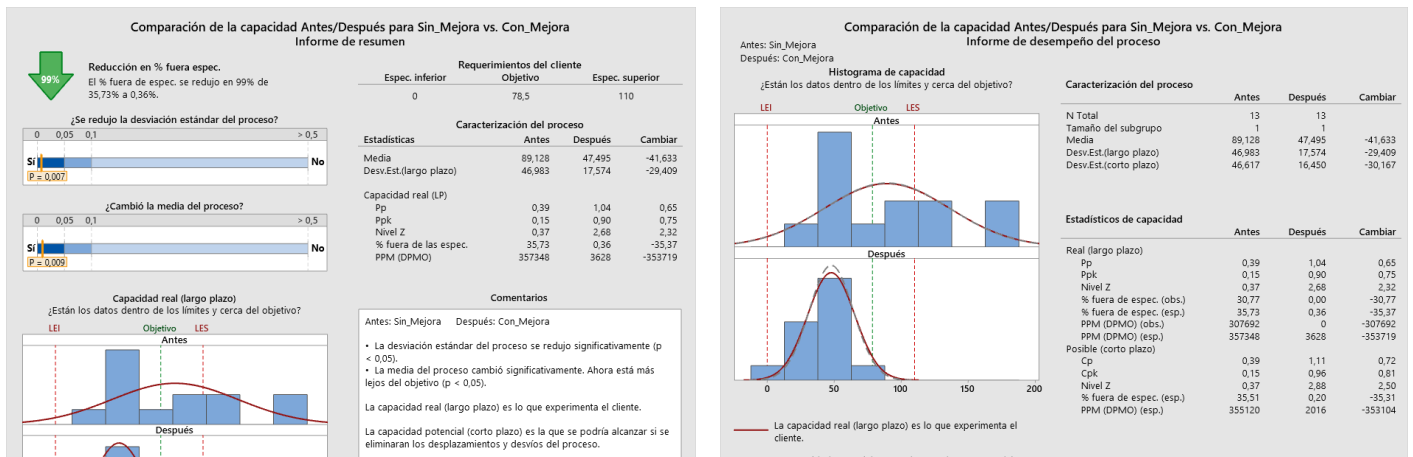 Comparación de la capacidad Antes/Después para Sin_Mejora vs. Con_Mejora
Informe de resumen
99%
Reducción en % fuera espec.
El % fuera de espec. se redujo en 99% de
35,73% a 0,36%.
¿Se redujo la desviación estándar del proceso?
0 0,05 0,1 > 0,5
Sí No
P = 0,007
¿Cambió la media del proceso?
0 0,05 0,1 > 0,5
Sí No
P = 0,009
Capacidad real (largo plazo)
¿Están los datos dentro de los límites y cerca del objetivo?
LEI Objetivo LES
Antes
Después
Requerimientos del cliente
Espec. inferior Objetivo Espec. superior
0 78,5 110
Caracterización del proceso
Estadísticas Antes Después Cambiar
Media 89,128 47,495 -41,633
Desv.Est.(largo plazo) 46,983 17,574 -29,409
Capacidad real (LP)
Pp 0,39 1,04 0,65
Ppk 0,15 0,90 0,75
Nivel Z 0,37 2,68 2,32
% fuera de las espec. 35,73 0,36 -35,37
PPM (DPMO) 357348 3628 -353719
Comentarios
Antes: Sin_Mejora Después: Con_Mejora
• La desviación estándar del proceso se redujo significativamente (p
< 0,05).
• La media del proceso cambió significativamente. Ahora está más
lejos del objetivo (p < 0,05).
La capacidad real (largo plazo) es lo que experimenta el cliente.
La capacidad potencial (corto plazo) es la que se podría alcanzar si se
eliminaran los desplazamientos y desvíos del proceso.
Comparación de la capacidad Antes/Después para Sin_Mejora vs. Con_Mejora
Informe de desempeño del proceso
Antes: Sin_Mejora
Después: Con_Mejora
Histograma de capacidad
¿Están los datos dentro de los límites y cerca del objetivo?
LEI Objetivo LES
Antes
Después
0 50 100 150 200
La capacidad real (largo plazo) es lo que experimenta el
cliente.
Caracterización del proceso
Antes Después Cambiar
N Total 13 13
Tamaño del subgrupo 1 1
Media 89,128 47,495 -41,633
Desv.Est.(largo plazo) 46,983 17,574 -29,409
Desv.Est.(corto plazo) 46,617 16,450 -30,167
Estadísticos de capacidad
Antes Después Cambiar
Real (largo plazo)
Pp 0,39 1,04 0,65
Ppk 0,15 0,90 0,75
Nivel Z 0,37 2,68 2,32
% fuera de espec. (obs.) 30,77 0,00 -30,77
% fuera de espec. (esp.) 35,73 0,36 -35,37
PPM (DPMO) (obs.) 307692 0 -307692
PPM (DPMO) (esp.) 357348 3628 -353719
Posible (corto plazo)
Cp 0,39 1,11 0,72
Cpk 0,15 0,96 0,81
Nivel Z 0,37 2,88 2,50
% fuera de espec. (esp.) 35,51 0,20 -35,31
PPM (DPMO) (esp.) 355120 2016 -353104